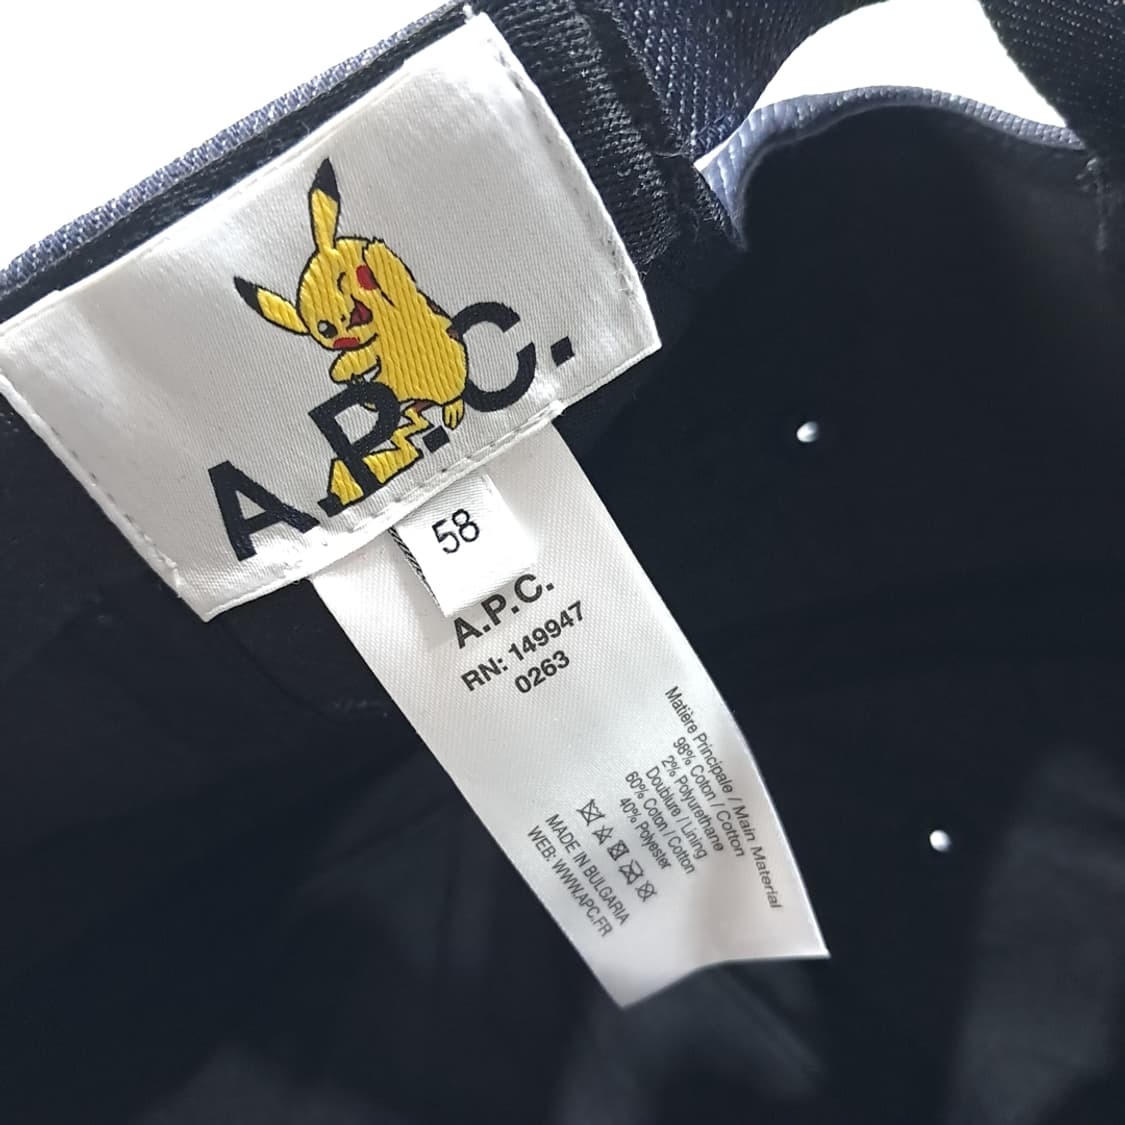 A.P.C.
58
A.P.C.
RN: 149947
0263
Matière Principale / Main Material
98% Coton / Cotton
2% Polyurethane
Doublure / Lining
60% Coton / Cotton
40% Polyester
MADE IN BULGARIA
WEB: WWW.APC.FR